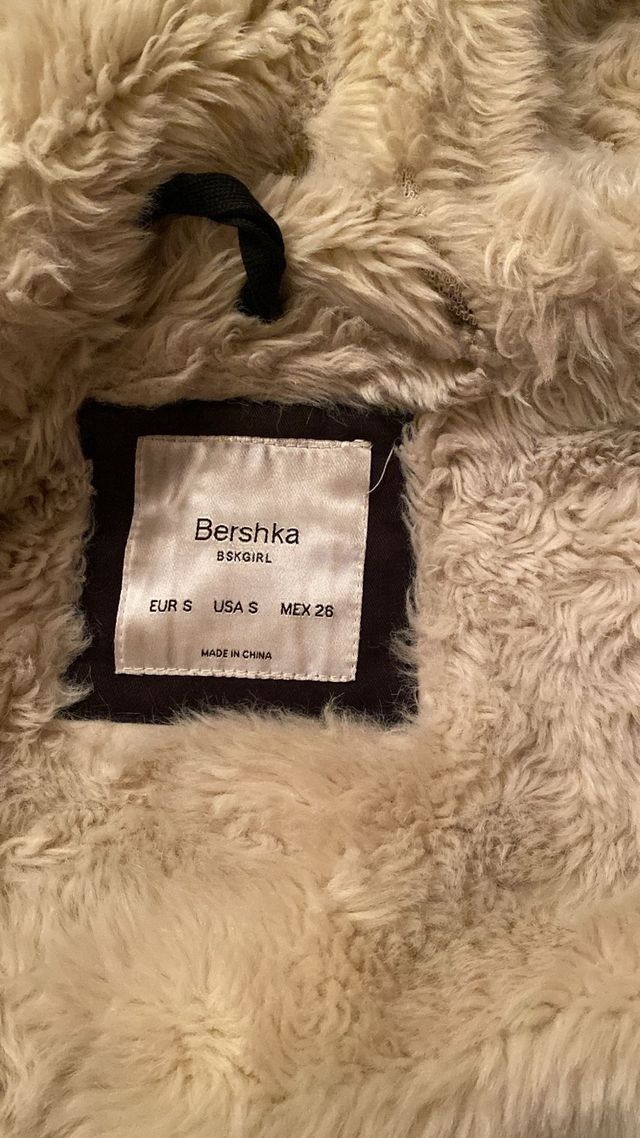 Bershka
BSKGIRL
EUR S USA S MEX 26
MADE IN CHINA